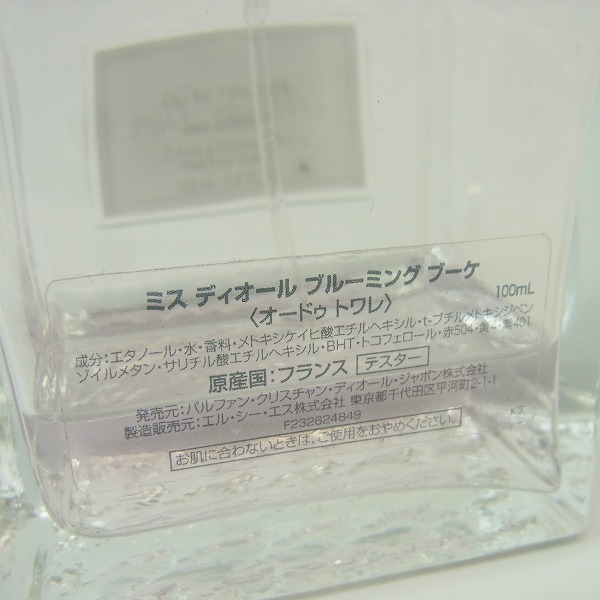 ミス ディオール ブルーミング ブーケ
〈オードゥ トワレ〉
100mL
成分：エタノール・水・香料・メトキシケイヒ酸エチルヘキシル・t-ブチルメトキシジベン
ゾイルメタン・サリチル酸エチルヘキシル・BHT・トコフェロール・赤504・黄4・紫401
原産国：フランス テスター
発売元：パルファン・クリスチャン・ディオール・ジャポン株式会社
製造販売元：エル・シー・エス株式会社 東京都千代田区平河町2-1-1
F232624849
K3
お肌に合わないときは、ご使用をおやめください。